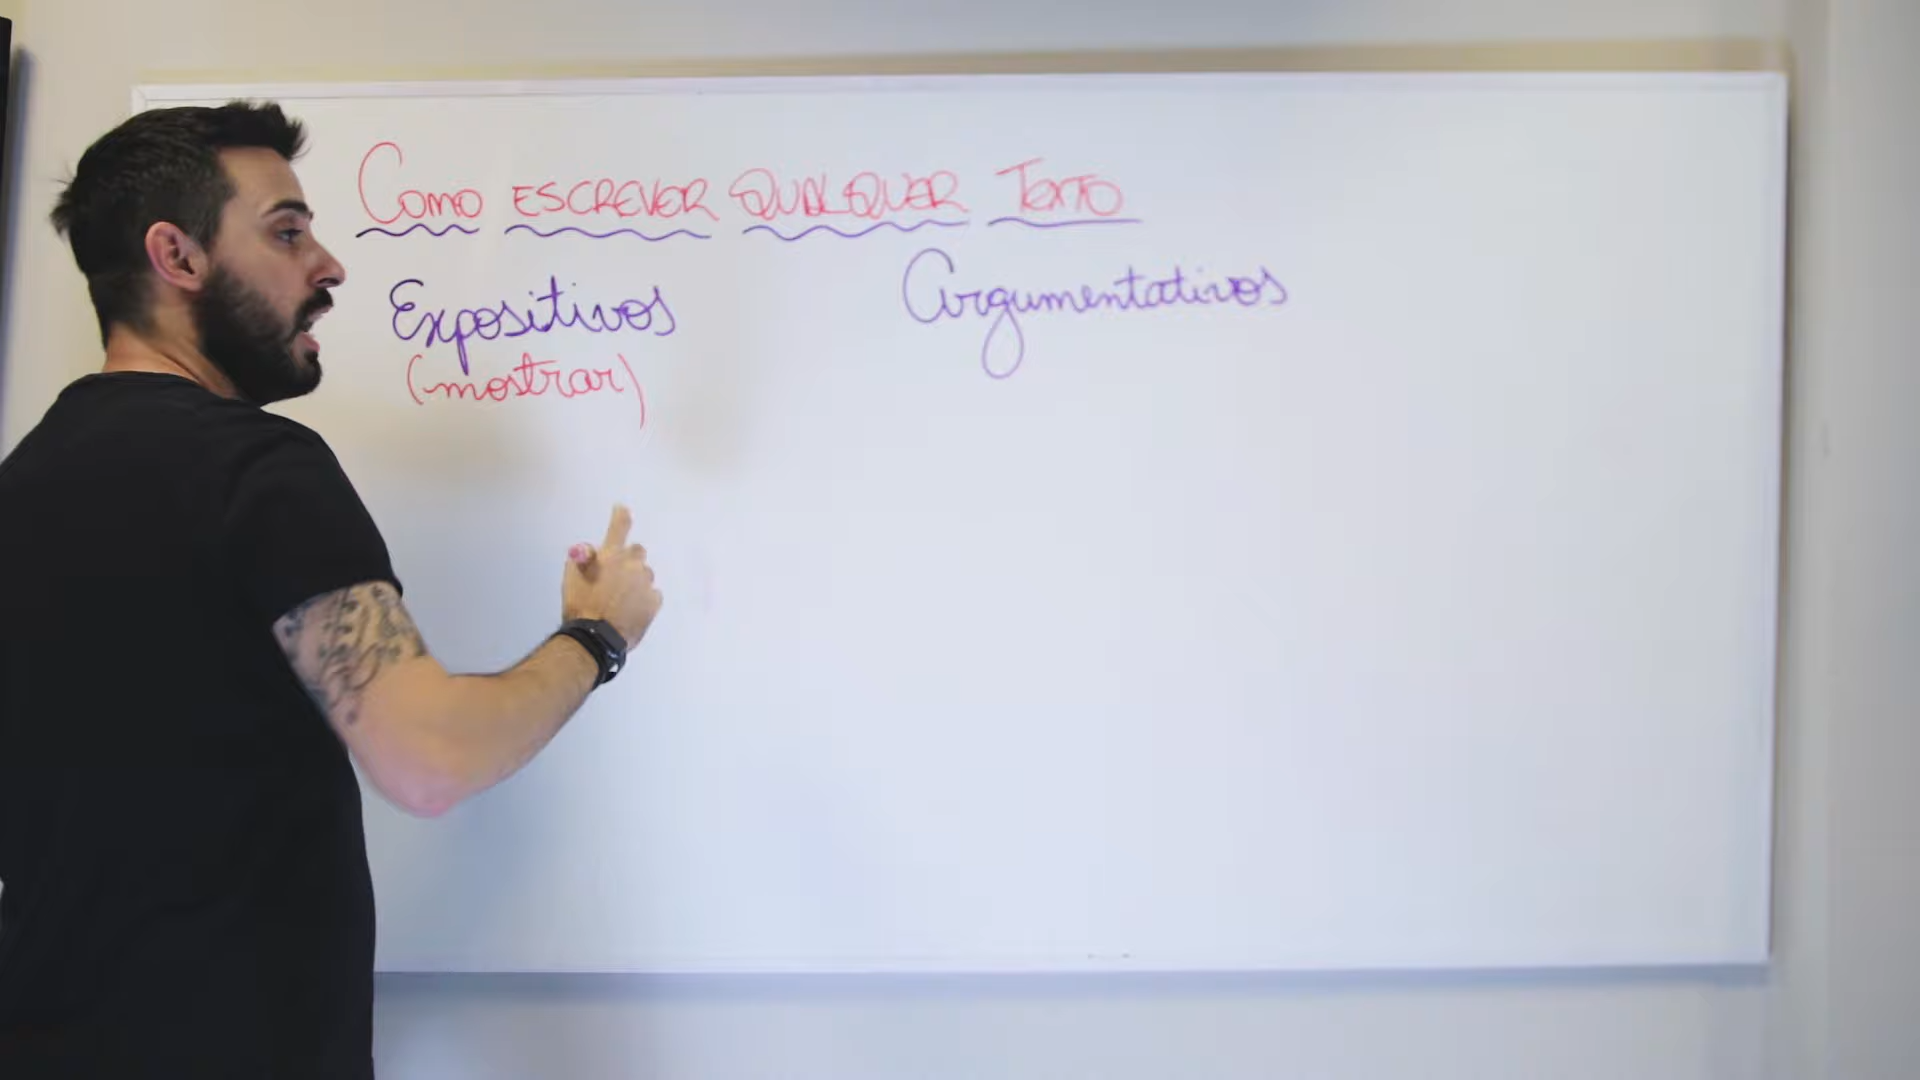 COMO ESCREVER QUALQUER TEXTO
Expositivos
(mostrar)
Argumentativos